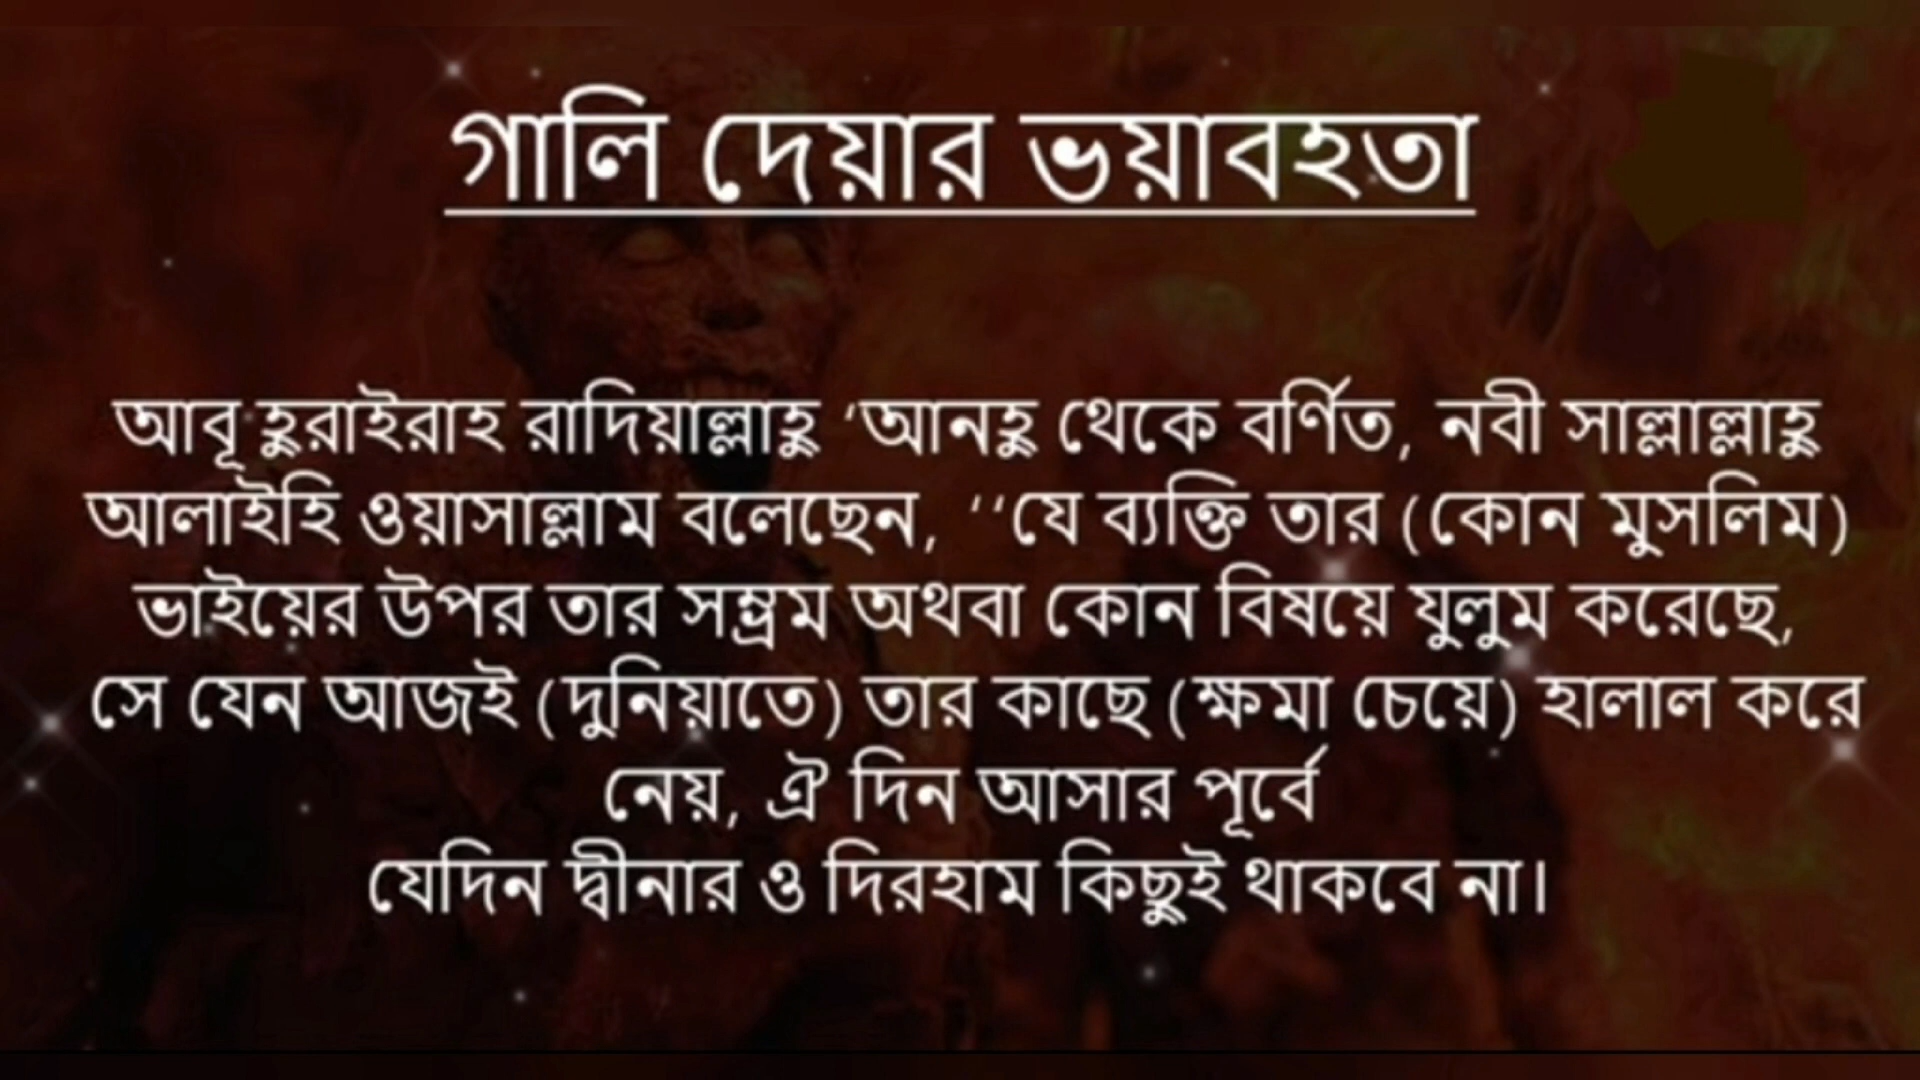 গালি দেয়ার ভয়াবহতা
আবূ হুরাইরাহ রাদিয়াল্লাহু ‘আনহু থেকে বর্ণিত, নবী সাল্লাল্লাহু
আলাইহি ওয়াসাল্লাম বলেছেন, ‘‘যে ব্যক্তি তার (কোন মুসলিম)
ভাইয়ের উপর তার সম্ভ্রম অথবা কোন বিষয়ে যুলুম করেছে,
সে যেন আজই (দুনিয়াতে) তার কাছে (ক্ষমা চেয়ে) হালাল করে
নেয়, ঐ দিন আসার পূর্বে
যেদিন দ্বীনার ও দিরহাম কিছুই থাকবে না।